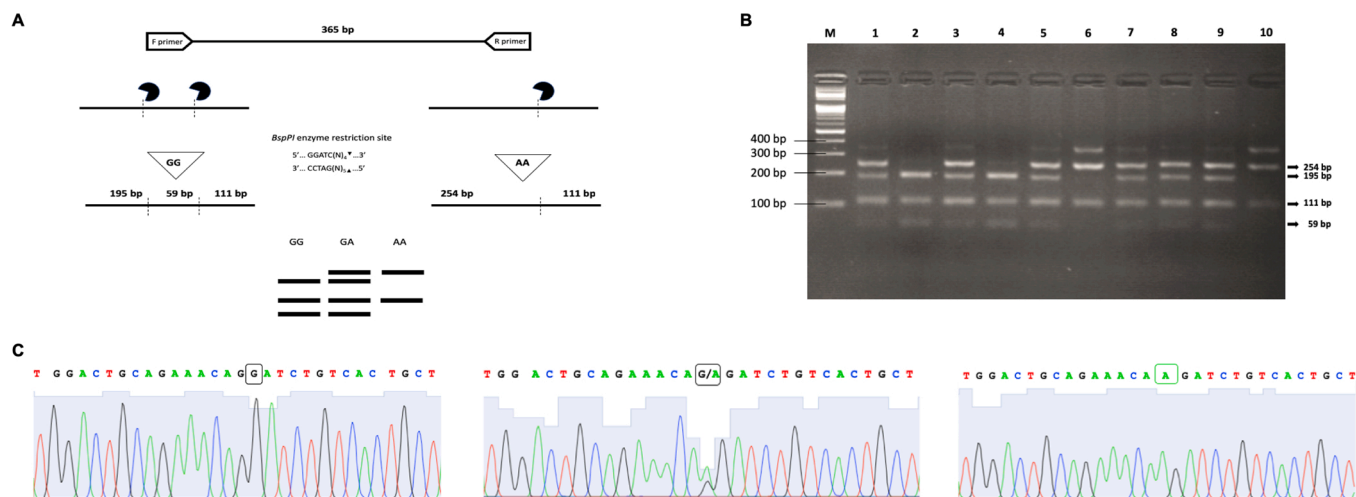 A
365 bp
F primer
R primer
BspPI enzyme restriction site
5’… GGATC(N)₄▼…3’
3’… CCTAG(N)₅▲…5’
GG
AA
195 bp 59 bp 111 bp
254 bp 111 bp
GG GA AA
B
M 1 2 3 4 5 6 7 8 9 10
400 bp
300 bp
200 bp
100 bp
254 bp
195 bp
111 bp
59 bp
C
T GGACTGCAGAAACAGGATCTGTCAC TGCT
TGG ACTGCAGAAACAG/AGATCTGTCACTGCT
TGGACTGCAGAAACAAGATCTGTCACTGCT